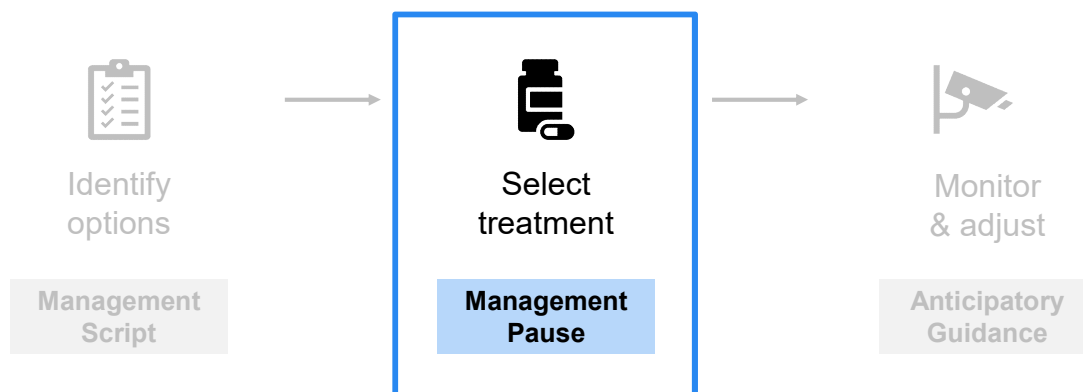 Identify
options
Management
Script
Select
treatment
Management
Pause
Monitor
& adjust
Anticipatory
Guidance